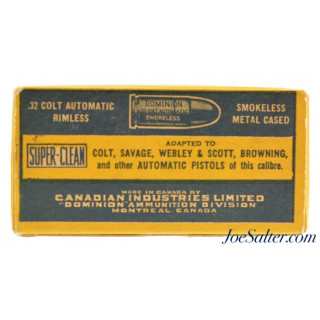 .32 COLT AUTOMATIC
RIMLESS
DOMINION
SMOKELESS
SMOKELESS
METAL CASED
SUPER-CLEAN
ADAPTED TO
COLT, SAVAGE, WEBLEY & SCOTT, BROWNING,
and other AUTOMATIC PISTOLS of this calibre.
MADE IN CANADA BY
CANADIAN INDUSTRIES LIMITED
"DOMINION AMMUNITION DIVISION
MONTREAL CANADA
JoeSalter.com